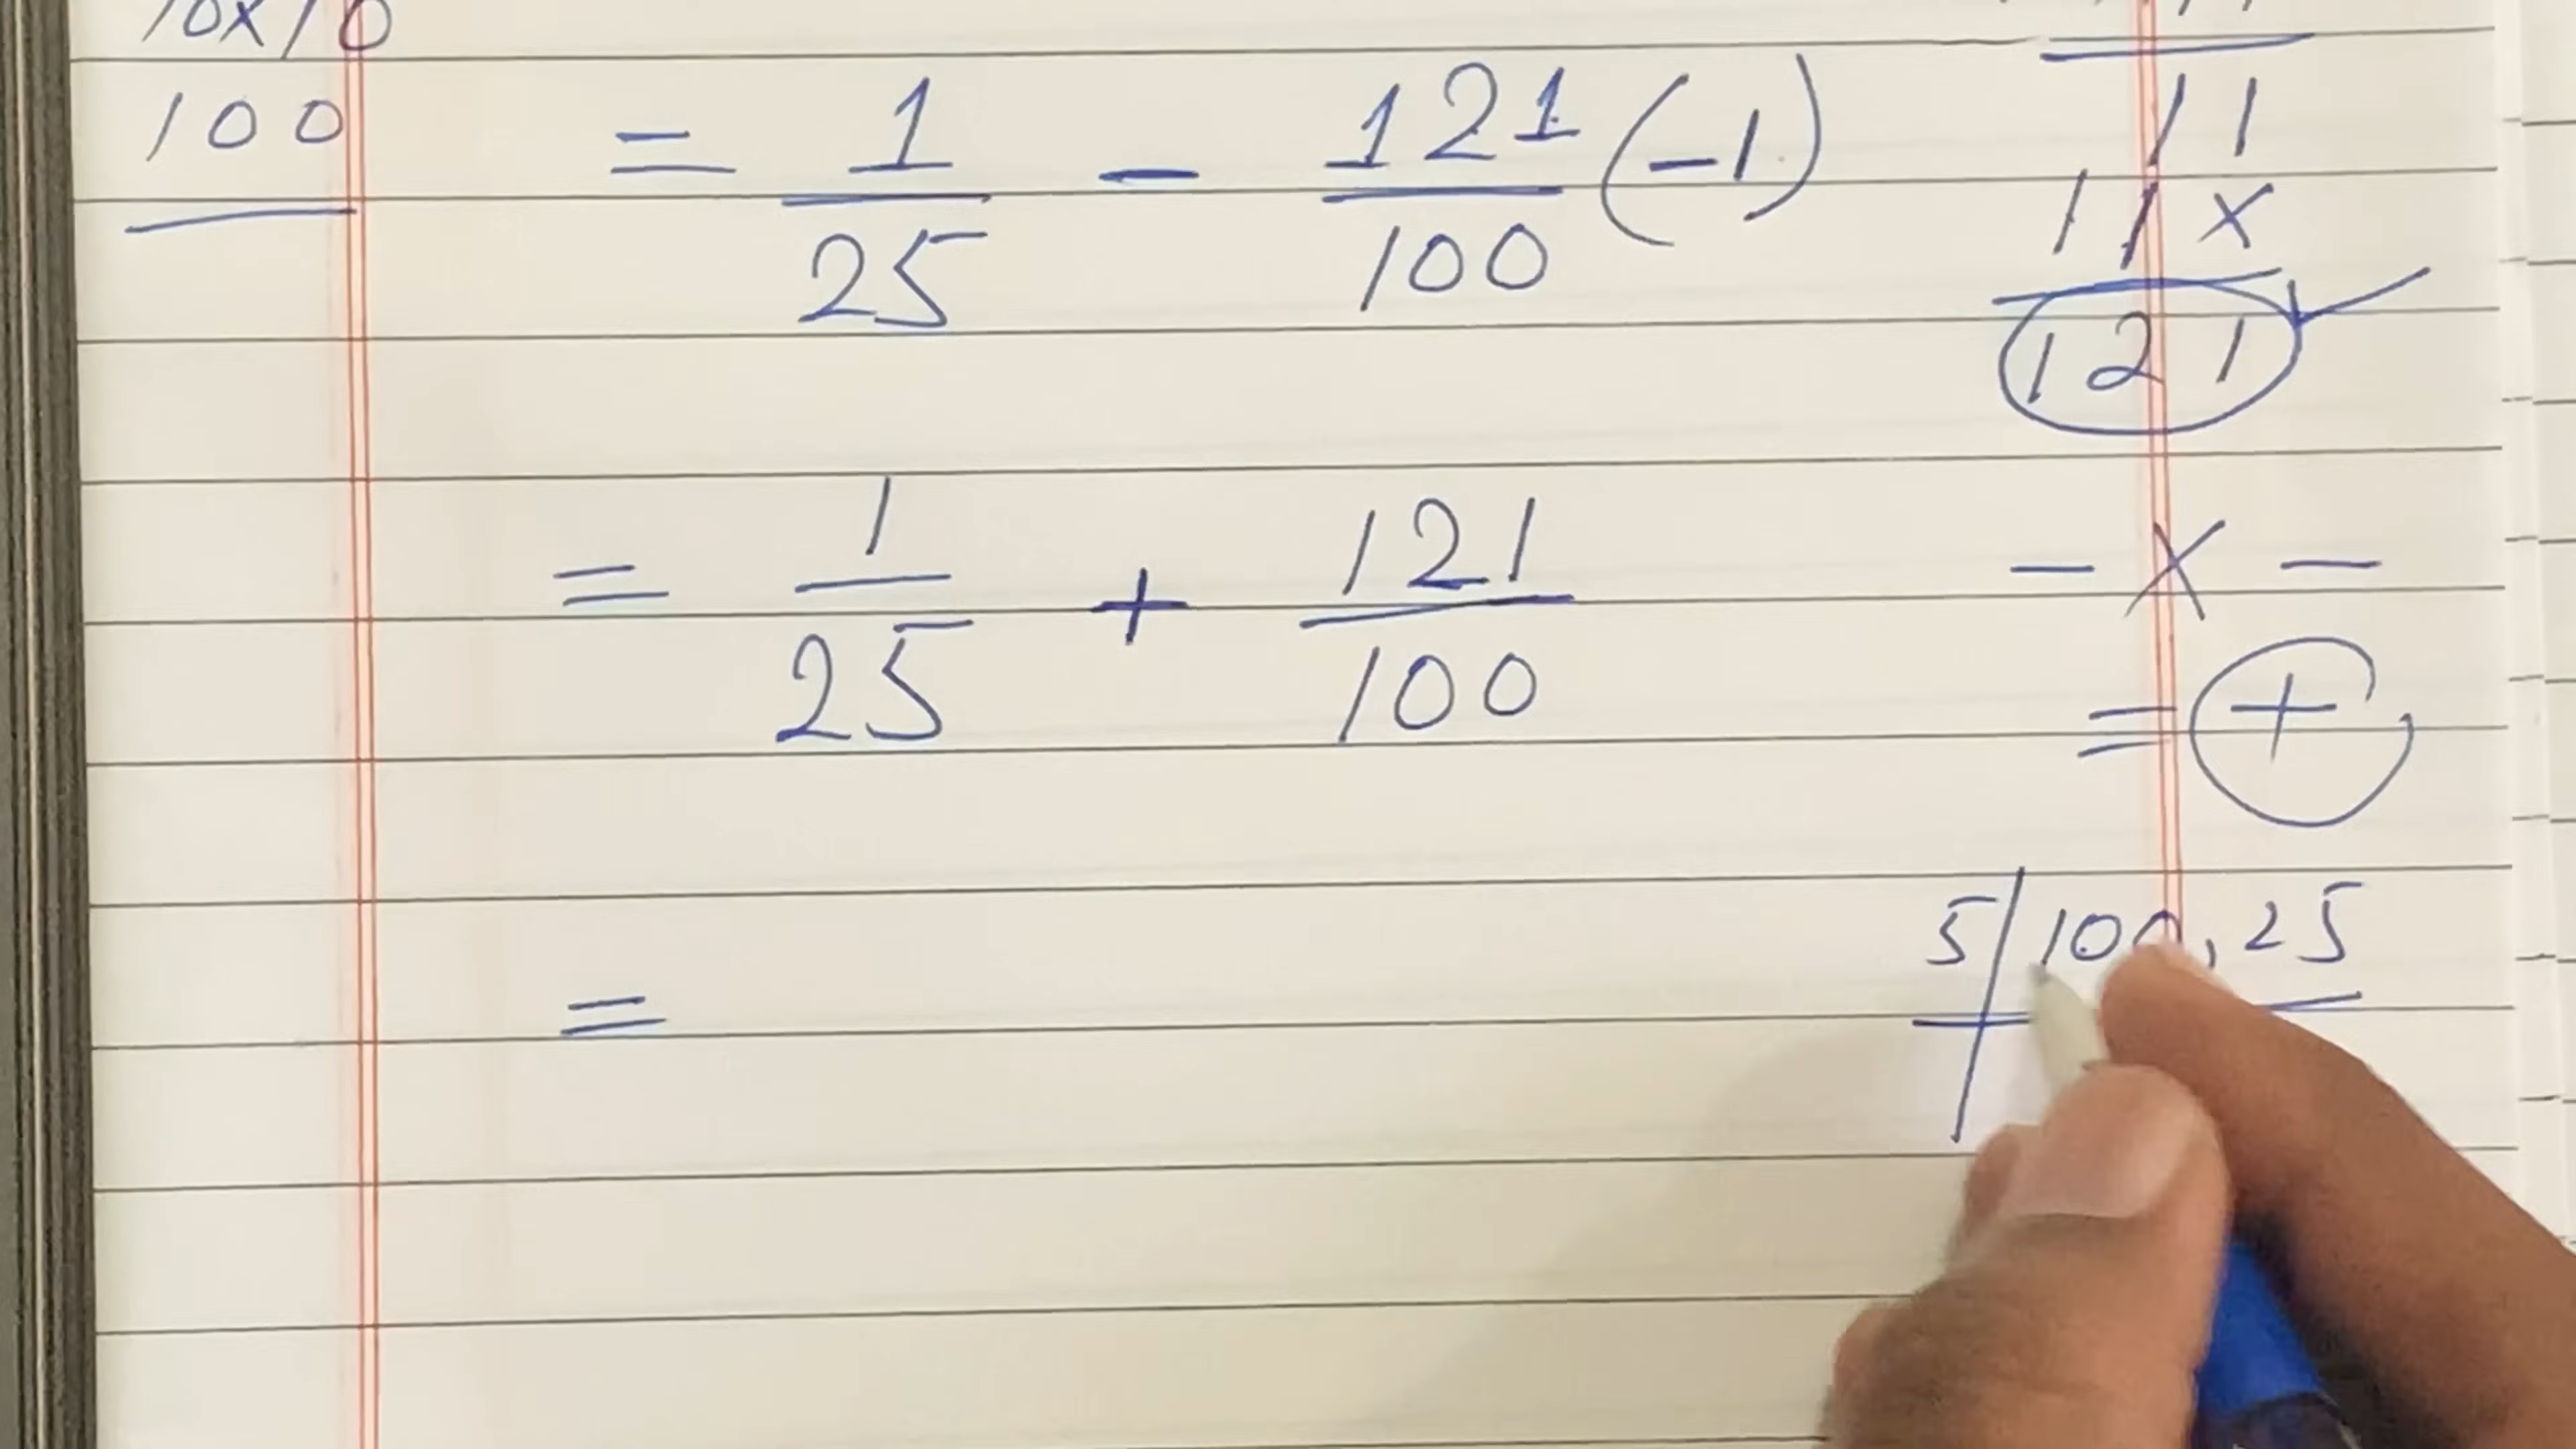 10x10
100
= 1/25 - 121/100 (-1)
= 1/25 + 121/100
=
11
11x
121
- x -
= +
5 100, 25